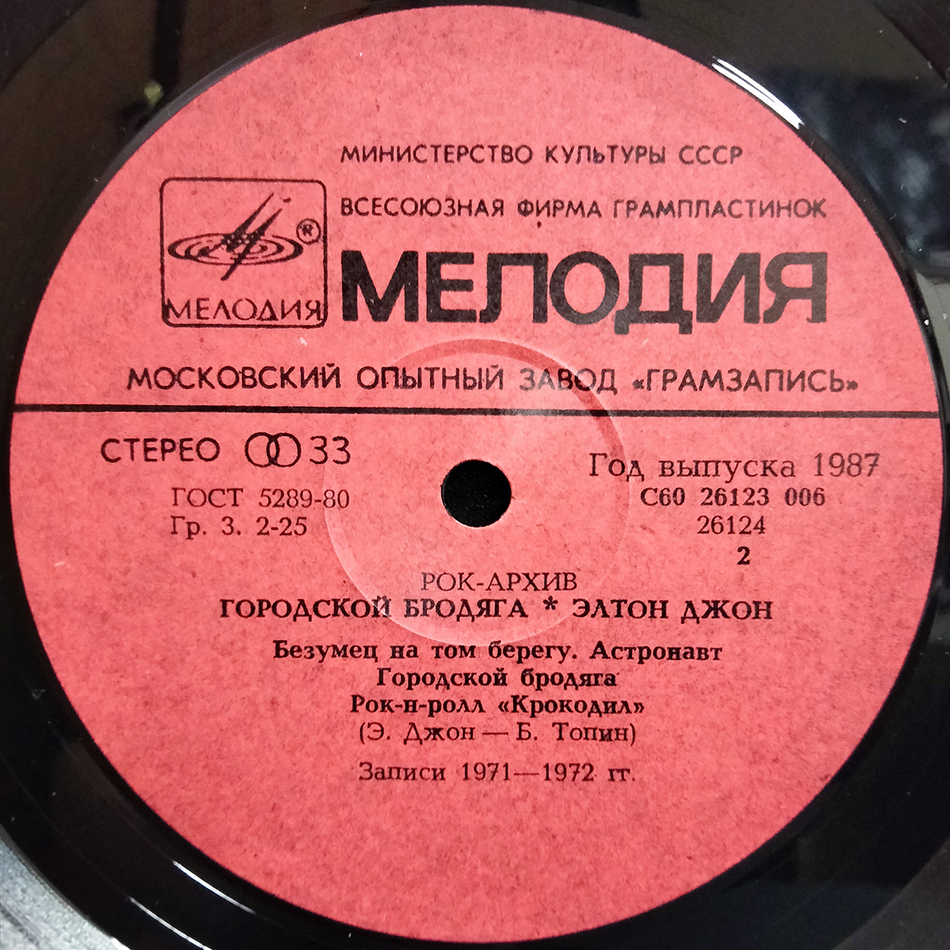 МИНИСТЕРСТВО КУЛЬТУРЫ СССР
ВСЕСОЮЗНАЯ ФИРМА ГРАМПЛАСТИНОК
®
МЕЛОДИЯ
МЕЛОДИЯ
МОСКОВСКИЙ ОПЫТНЫЙ ЗАВОД «ГРАМЗАПИСЬ»
СТЕРЕО 33
ГОСТ 5289-80
Гр. 3. 2-25
Год выпуска 1987
С60 26123 006
26124
2
РОК-АРХИВ
ГОРОДСКОЙ БРОДЯГА * ЭЛТОН ДЖОН
Безумец на том берегу. Астронавт
Городской бродяга
Рок-н-ролл «Крокодил»
(Э. Джон — Б. Топин)
Записи 1971—1972 гг.